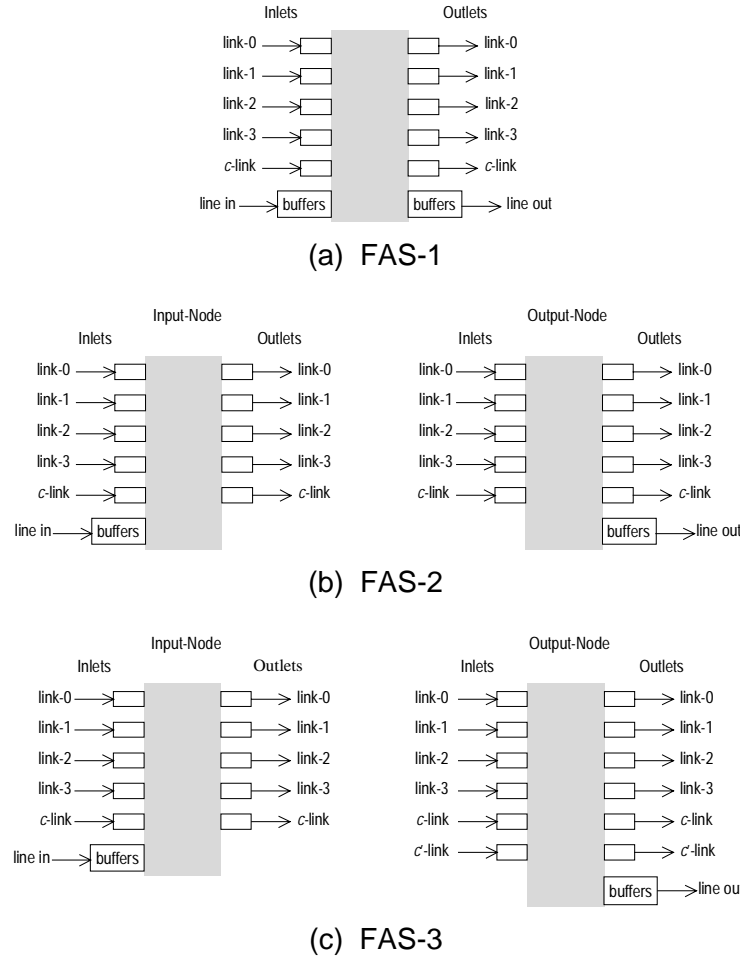 Inlets Outlets
link-0 link-0
link-1 link-1
link-2 link-2
link-3 link-3
c-link c-link
line in buffers buffers line out
(a) FAS-1
Input-Node Output-Node
Inlets Outlets Inlets Outlets
link-0 link-0 link-0 link-0
link-1 link-1 link-1 link-1
link-2 link-2 link-2 link-2
link-3 link-3 link-3 link-3
c-link c-link c-link c-link
line in buffers buffers line out
(b) FAS-2
Input-Node Output-Node
Inlets Outlets Inlets Outlets
link-0 link-0 link-0 link-0
link-1 link-1 link-1 link-1
link-2 link-2 link-2 link-2
link-3 link-3 link-3 link-3
c-link c-link c-link c-link
c'-link c'-link
line in buffers
buffers line out
(c) FAS-3